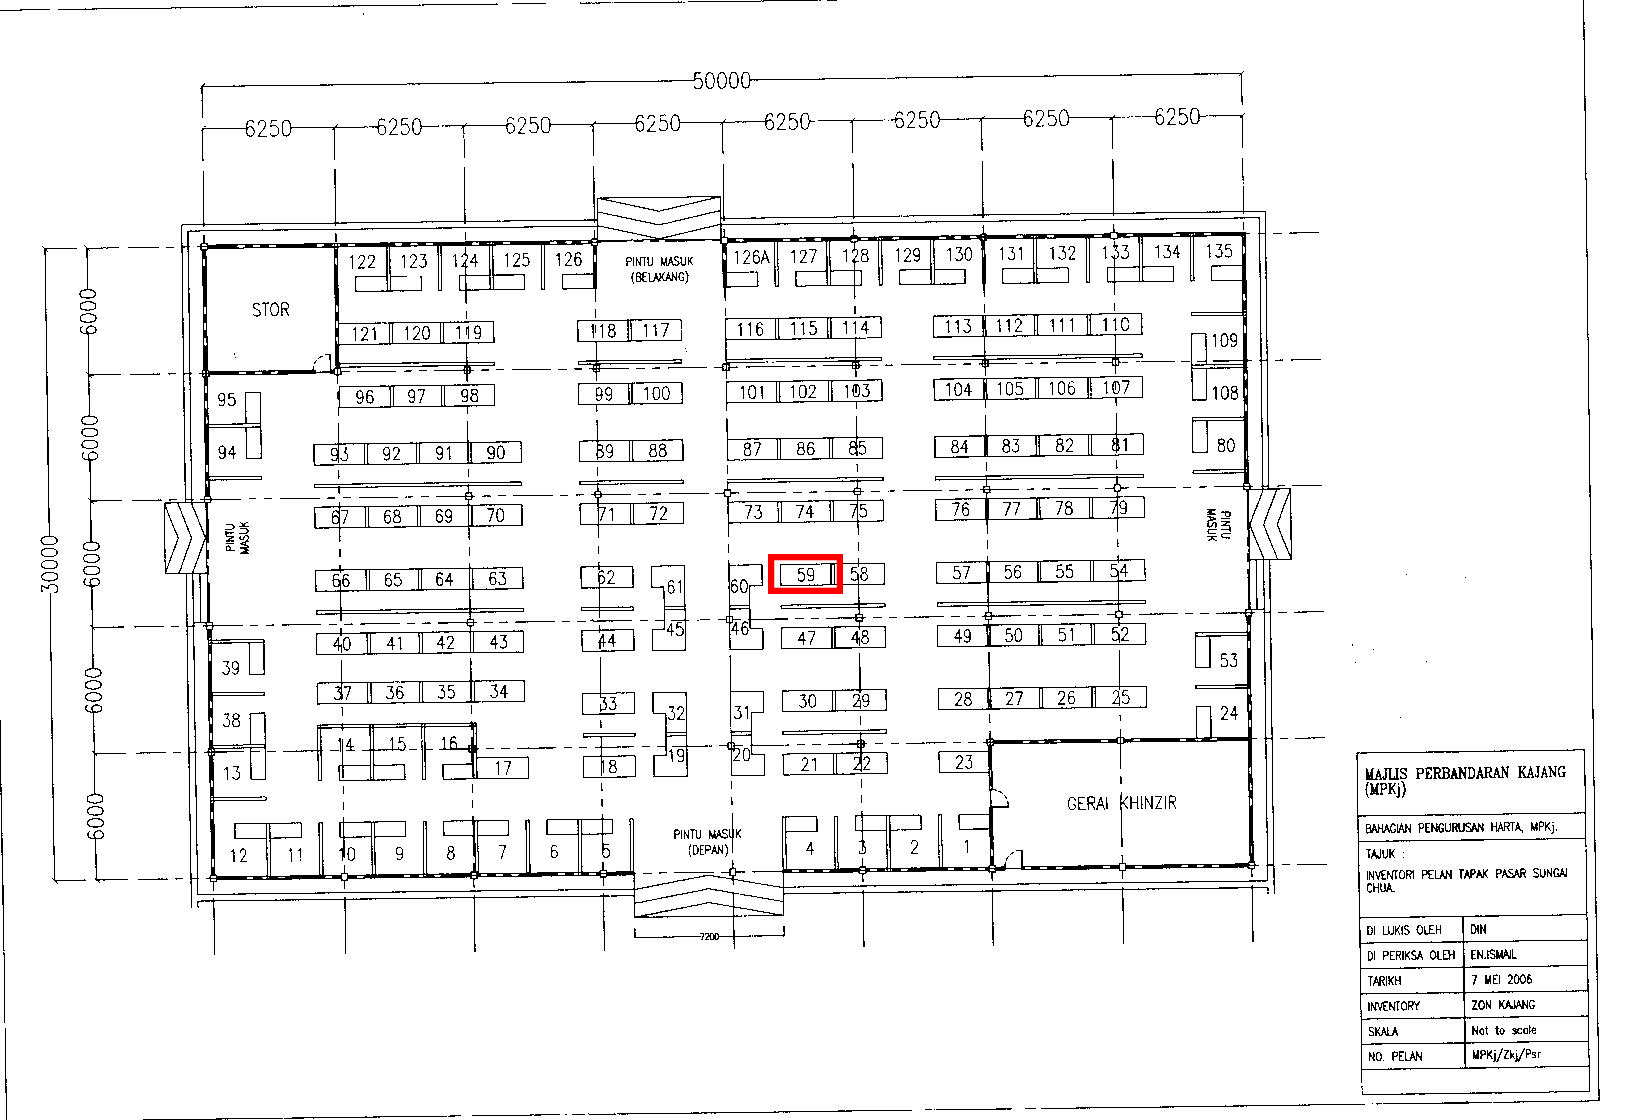 50000
6250 6250 6250 6250 6250 6250 6250 6250
122 123 124 125 126 PINTU MASUK 126A 127 128 129 130 131 132 133 134 135
(BELAKANG)
6000 STOR
121 120 119 118 117 116 115 114 113 112 111 110
109
95 96 97 98 99 100 101 102 103 104 105 106 107 108
6000
94 93 92 91 90 89 88 87 86 85 84 83 82 81 80
67 68 69 70 71 72 73 74 75 76 77 78 79
PINTU MASUK
PINTU MASUK
30000
6000
66 65 64 63 62 61 60 59 58 57 56 55 54
40 41 42 43 44 45 46 47 48 49 50 51 52
39 53
6000
37 36 35 34 33 32 31 30 29 28 27 26 25
38 24
14 15 16
13 17 18 19 20 21 22 23
6000
GERAI KHINZIR
12 11 10 9 8 7 6 5 PINTU MASUK 4 3 2 1
(DEPAN)
7200
MAJLIS PERBANDARAN KAJANG
(MPKj)
BAHAGIAN PENGURUSAN HARTA, MPKj.
TAJUK :
INVENTORI PELAN TAPAK PASAR SUNGAI
CHUA.
DI LUKIS OLEH DIN
DI PERIKSA OLEH EN.ISMAIL
TARIKH 7 MEI 2006
INVENTORY ZON KAJANG
SKALA Not to scale
NO. PELAN MPKj/Zkj/Psr